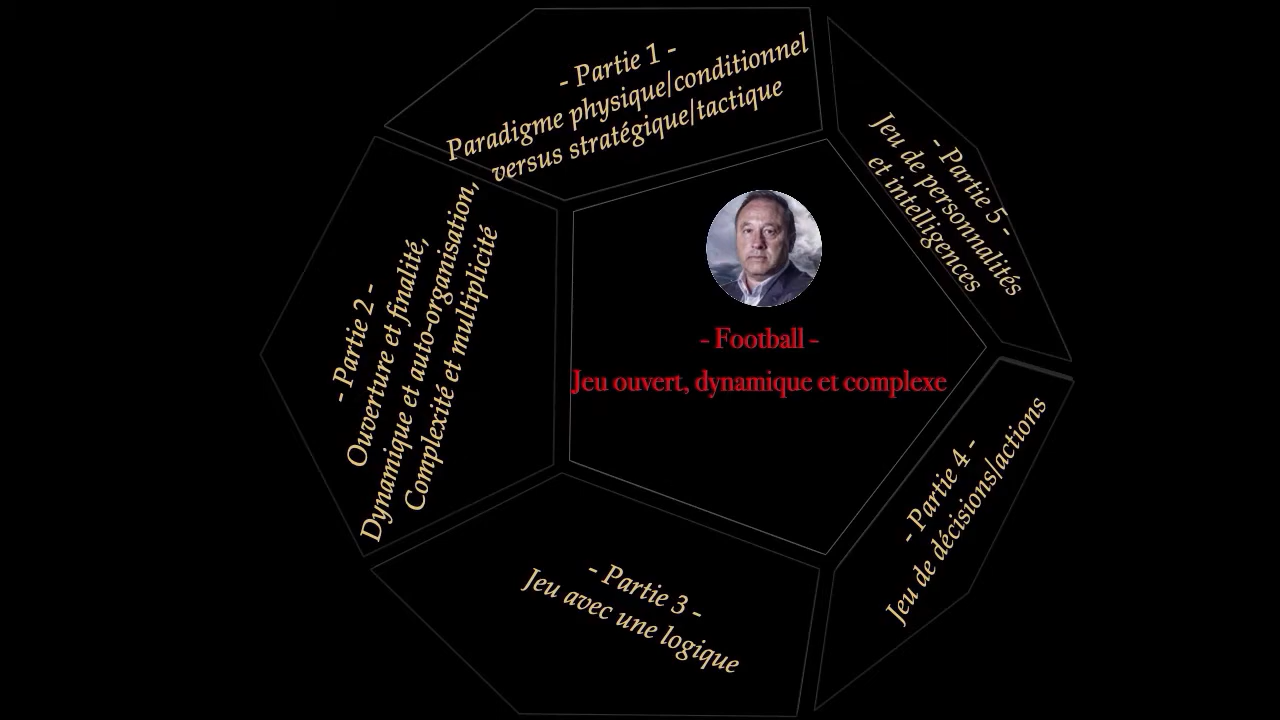 - Partie 1 -
Paradigme physique/conditionnel
versus stratégique/tactique
- Partie 5 -
Jeu de personnalités
et intelligences
- Football -
Jeu ouvert, dynamique et complexe
- Partie 2 -
Ouverture et finalité,
Dynamique et auto-organisation,
Complexité et multiplicité
- Partie 4 -
Jeu de décisions/actions
- Partie 3 -
Jeu avec une logique